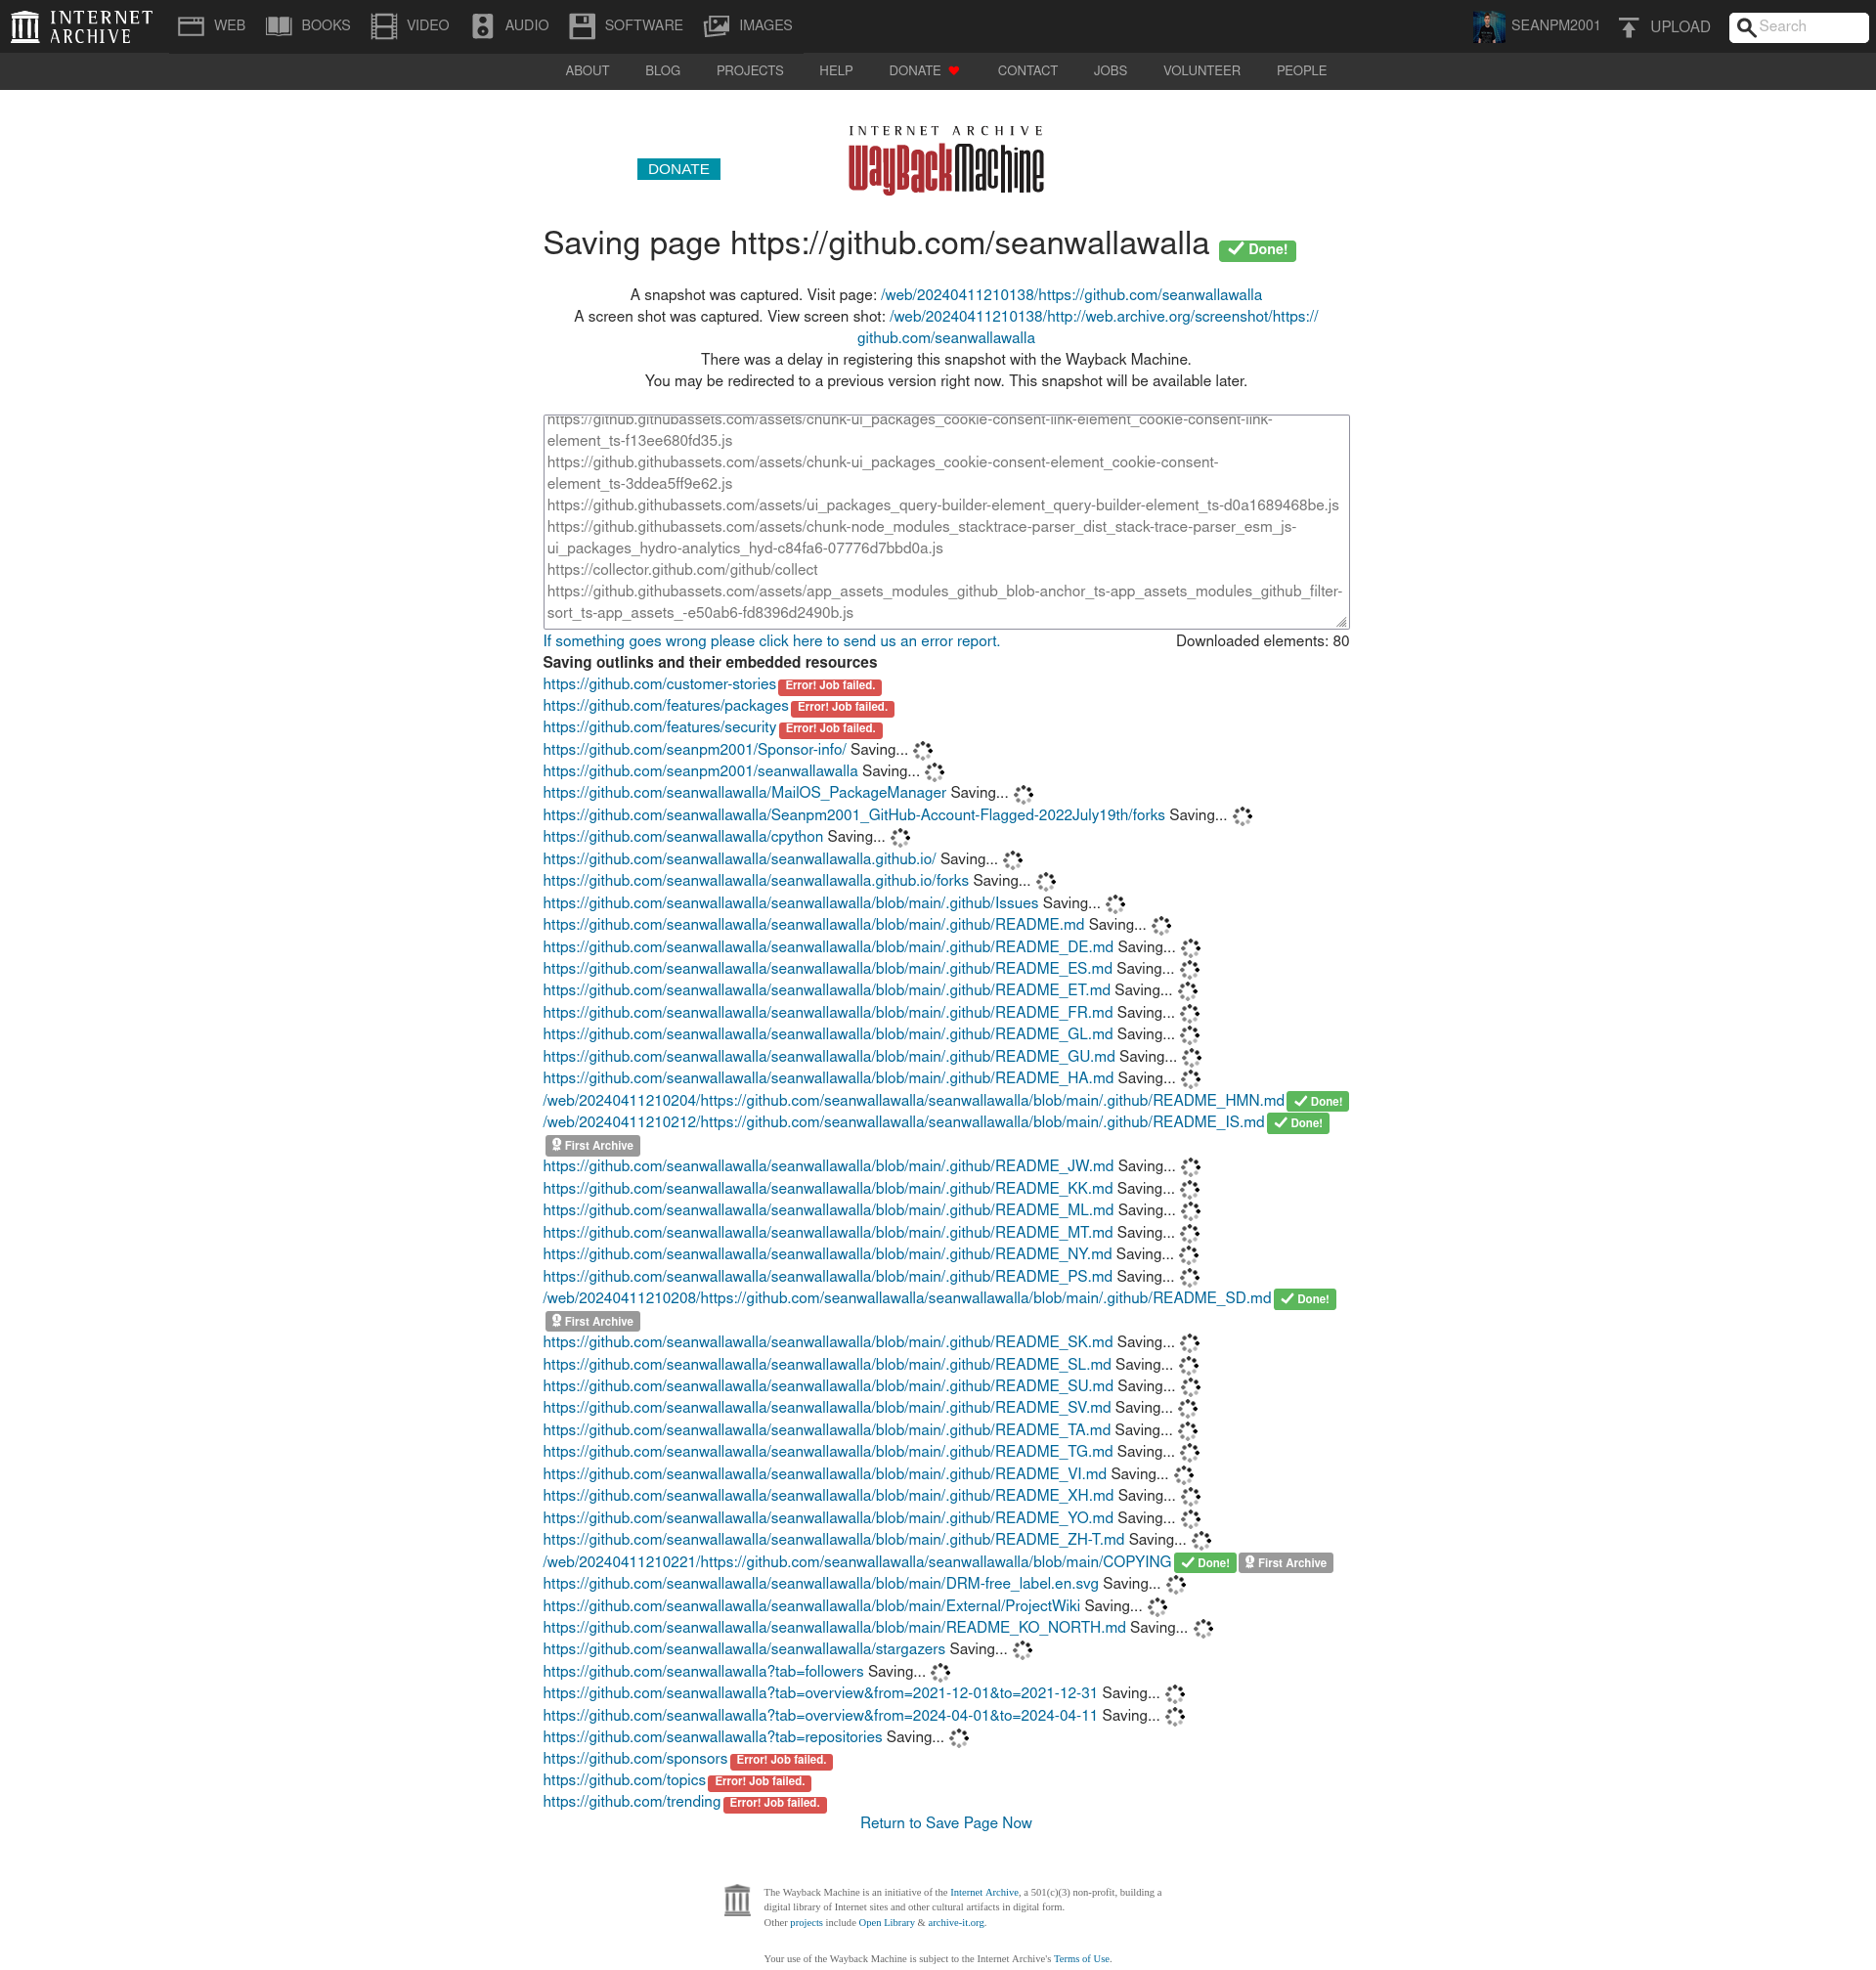 INTERNET ARCHIVE
WEB BOOKS VIDEO AUDIO SOFTWARE IMAGES SEANPM2001 UPLOAD Search
ABOUT BLOG PROJECTS HELP DONATE CONTACT JOBS VOLUNTEER PEOPLE
INTERNET ARCHIVE
DONATE
WayBackMachine
Saving page https://github.com/seanwallawalla Done!
A snapshot was captured. Visit page: /web/20240411210138/https://github.com/seanwallawalla
A screen shot was captured. View screen shot: /web/20240411210138/http://web.archive.org/screenshot/https://
github.com/seanwallawalla
There was a delay in registering this snapshot with the Wayback Machine.
You may be redirected to a previous version right now. This snapshot will be available later.
https://github.githubassets.com/assets/chunk-ui_packages_cookie-consent-link-element_cookie-consent-link-
element_ts-f13ee680fd35.js
https://github.githubassets.com/assets/chunk-ui_packages_cookie-consent-element_cookie-consent-
element_ts-3ddea5ff9e62.js
https://github.githubassets.com/assets/ui_packages_query-builder-element_query-builder-element_ts-d0a1689468be.js
https://github.githubassets.com/assets/chunk-node_modules_stacktrace-parser_dist_stack-trace-parser_esm_js-
ui_packages_hydro-analytics_hyd-c84fa6-07776d7bbd0a.js
https://collector.github.com/github/collect
https://github.githubassets.com/assets/app_assets_modules_github_blob-anchor_ts-app_assets_modules_github_filter-
sort_ts-app_assets_-e50ab6-fd8396d2490b.js
If something goes wrong please click here to send us an error report. Downloaded elements: 80
Saving outlinks and their embedded resources
https://github.com/customer-stories Error! Job failed.
https://github.com/features/packages Error! Job failed.
https://github.com/features/security Error! Job failed.
https://github.com/seanpm2001/Sponsor-info/ Saving...
https://github.com/seanpm2001/seanwallawalla Saving...
https://github.com/seanwallawalla/MailOS_PackageManager Saving...
https://github.com/seanwallawalla/Seanpm2001_GitHub-Account-Flagged-2022July19th/forks Saving...
https://github.com/seanwallawalla/cpython Saving...
https://github.com/seanwallawalla/seanwallawalla.github.io/ Saving...
https://github.com/seanwallawalla/seanwallawalla.github.io/forks Saving...
https://github.com/seanwallawalla/seanwallawalla/blob/main/.github/Issues Saving...
https://github.com/seanwallawalla/seanwallawalla/blob/main/.github/README.md Saving...
https://github.com/seanwallawalla/seanwallawalla/blob/main/.github/README_DE.md Saving...
https://github.com/seanwallawalla/seanwallawalla/blob/main/.github/README_ES.md Saving...
https://github.com/seanwallawalla/seanwallawalla/blob/main/.github/README_ET.md Saving...
https://github.com/seanwallawalla/seanwallawalla/blob/main/.github/README_FR.md Saving...
https://github.com/seanwallawalla/seanwallawalla/blob/main/.github/README_GL.md Saving...
https://github.com/seanwallawalla/seanwallawalla/blob/main/.github/README_GU.md Saving...
https://github.com/seanwallawalla/seanwallawalla/blob/main/.github/README_HA.md Saving...
/web/20240411210204/https://github.com/seanwallawalla/seanwallawalla/blob/main/.github/README_HMN.md Done!
/web/20240411210212/https://github.com/seanwallawalla/seanwallawalla/blob/main/.github/README_IS.md Done!
First Archive
https://github.com/seanwallawalla/seanwallawalla/blob/main/.github/README_JW.md Saving...
https://github.com/seanwallawalla/seanwallawalla/blob/main/.github/README_KK.md Saving...
https://github.com/seanwallawalla/seanwallawalla/blob/main/.github/README_ML.md Saving...
https://github.com/seanwallawalla/seanwallawalla/blob/main/.github/README_MT.md Saving...
https://github.com/seanwallawalla/seanwallawalla/blob/main/.github/README_NY.md Saving...
https://github.com/seanwallawalla/seanwallawalla/blob/main/.github/README_PS.md Saving...
/web/20240411210208/https://github.com/seanwallawalla/seanwallawalla/blob/main/.github/README_SD.md Done!
First Archive
https://github.com/seanwallawalla/seanwallawalla/blob/main/.github/README_SK.md Saving...
https://github.com/seanwallawalla/seanwallawalla/blob/main/.github/README_SL.md Saving...
https://github.com/seanwallawalla/seanwallawalla/blob/main/.github/README_SU.md Saving...
https://github.com/seanwallawalla/seanwallawalla/blob/main/.github/README_SV.md Saving...
https://github.com/seanwallawalla/seanwallawalla/blob/main/.github/README_TA.md Saving...
https://github.com/seanwallawalla/seanwallawalla/blob/main/.github/README_TG.md Saving...
https://github.com/seanwallawalla/seanwallawalla/blob/main/.github/README_VI.md Saving...
https://github.com/seanwallawalla/seanwallawalla/blob/main/.github/README_XH.md Saving...
https://github.com/seanwallawalla/seanwallawalla/blob/main/.github/README_YO.md Saving...
https://github.com/seanwallawalla/seanwallawalla/blob/main/.github/README_ZH-T.md Saving...
/web/20240411210221/https://github.com/seanwallawalla/seanwallawalla/blob/main/COPYING Done! First Archive
https://github.com/seanwallawalla/seanwallawalla/blob/main/DRM-free_label.en.svg Saving...
https://github.com/seanwallawalla/seanwallawalla/blob/main/External/ProjectWiki Saving...
https://github.com/seanwallawalla/seanwallawalla/blob/main/README_KO_NORTH.md Saving...
https://github.com/seanwallawalla/seanwallawalla/stargazers Saving...
https://github.com/seanwallawalla?tab=followers Saving...
https://github.com/seanwallawalla?tab=overview&from=2021-12-01&to=2021-12-31 Saving...
https://github.com/seanwallawalla?tab=overview&from=2024-04-01&to=2024-04-11 Saving...
https://github.com/seanwallawalla?tab=repositories Saving...
https://github.com/sponsors Error! Job failed.
https://github.com/topics Error! Job failed.
https://github.com/trending Error! Job failed.
Return to Save Page Now
The Wayback Machine is an initiative of the Internet Archive, a 501(c)(3) non-profit, building a
digital library of Internet sites and other cultural artifacts in digital form.
Other projects include Open Library & archive-it.org.
Your use of the Wayback Machine is subject to the Internet Archive's Terms of Use.